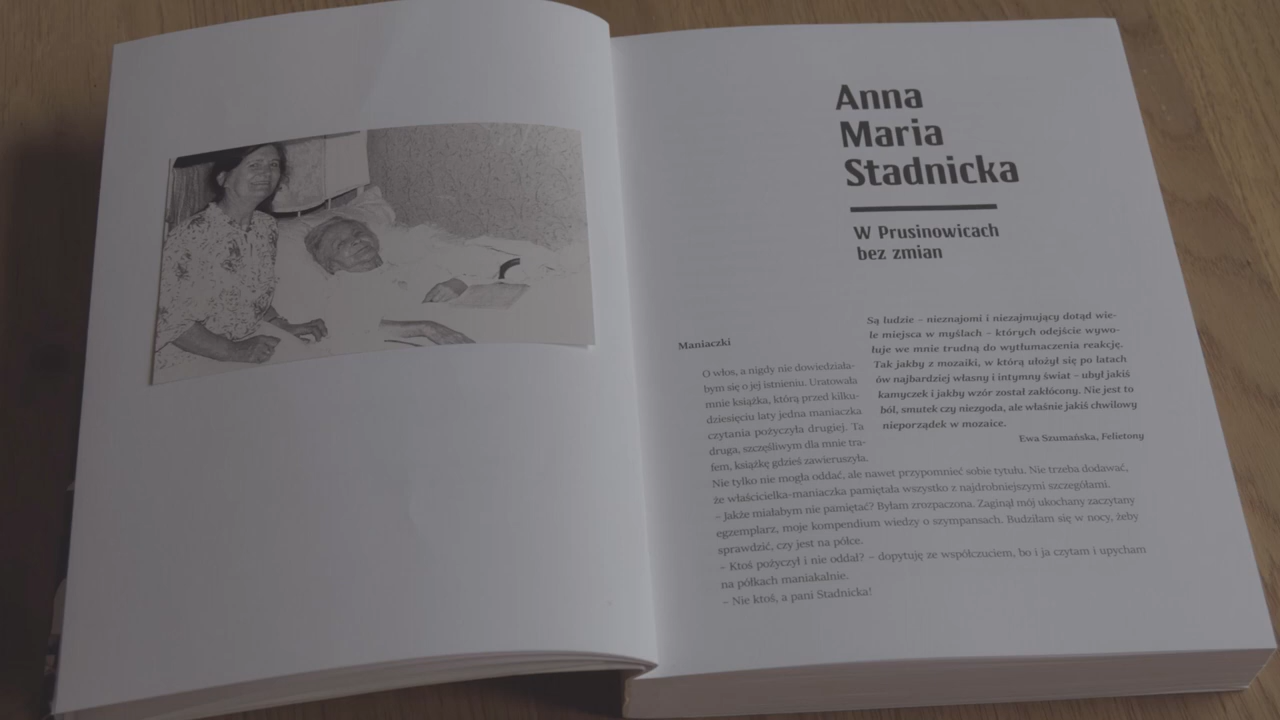 Anna
Maria
Stadnicka
W Prusinowicach
bez zmian
Są ludzie – nieznajomi i niezajmujący dotąd wie-
le miejsca w myślach – których odejście wywo-
łuje we mnie trudną do wytłumaczenia reakcję.
Tak jakby z mozaiki, w którą ułożył się po latach
ów najbardziej własny i intymny świat – ubył jakiś
kamyczek i jakby wzór został zakłócony. Nie jest to
ból, smutek czy niezgoda, ale właśnie jakiś chwilowy
nieporządek w mozaice.
Ewa Szumańska, Felietony
Maniaczki
O włos, a nigdy nie dowiedziała-
bym się o jej istnieniu. Uratowała
mnie książka, którą przed kilku-
dziesięciu laty jedna maniaczka
czytania pożyczyła drugiej. Ta
druga, szczęśliwym dla mnie tra-
fem, książkę gdzieś zawieruszyła.
Nie tylko nie mogła oddać, ale nawet przypomnieć sobie tytułu. Nie trzeba dodawać,
że właścicielka-maniaczka pamiętała wszystko z najdrobniejszymi szczegółami.
– Jakże miałabym nie pamiętać? Byłam zrozpaczona. Zaginął mój ukochany zaczytany
egzemplarz, moje kompendium wiedzy o szympansach. Budziłam się w nocy, żeby
sprawdzić, czy jest na półce.
– Ktoś pożyczył i nie oddał? – dopytuję ze współczuciem, bo i ja czytam i upycham
na półkach maniakalnie.
– Nie ktoś, a pani Stadnicka!